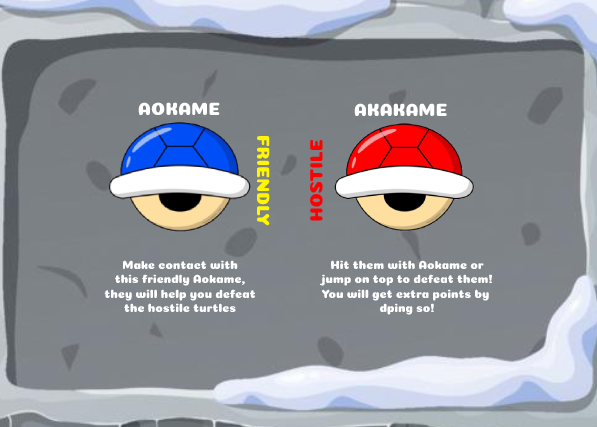 AOKAME
FRIENDLY
Make contact with
this friendly Aokame,
they will help you defeat
the hostile turtles
AKAKAME
HOSTILE
Hit them with Aokame or
jump on top to defeat them!
You will get extra points by
dping so!